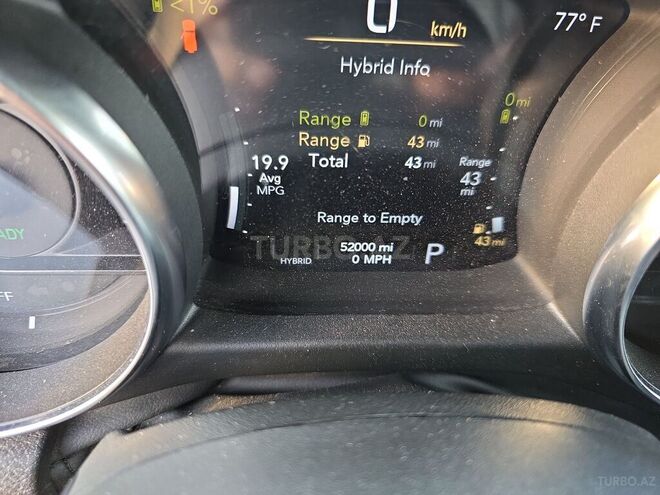 <1%
0 km/h
77° F
Hybrid Info
0 mi
Range 0 mi
Range 43 mi
Total 43 mi
19.9
Avg
MPG
Range
43
mi
Range to Empty
43 mi
TURBO.AZ
52000 mi
HYBRID 0 MPH
P
TURBO.AZ